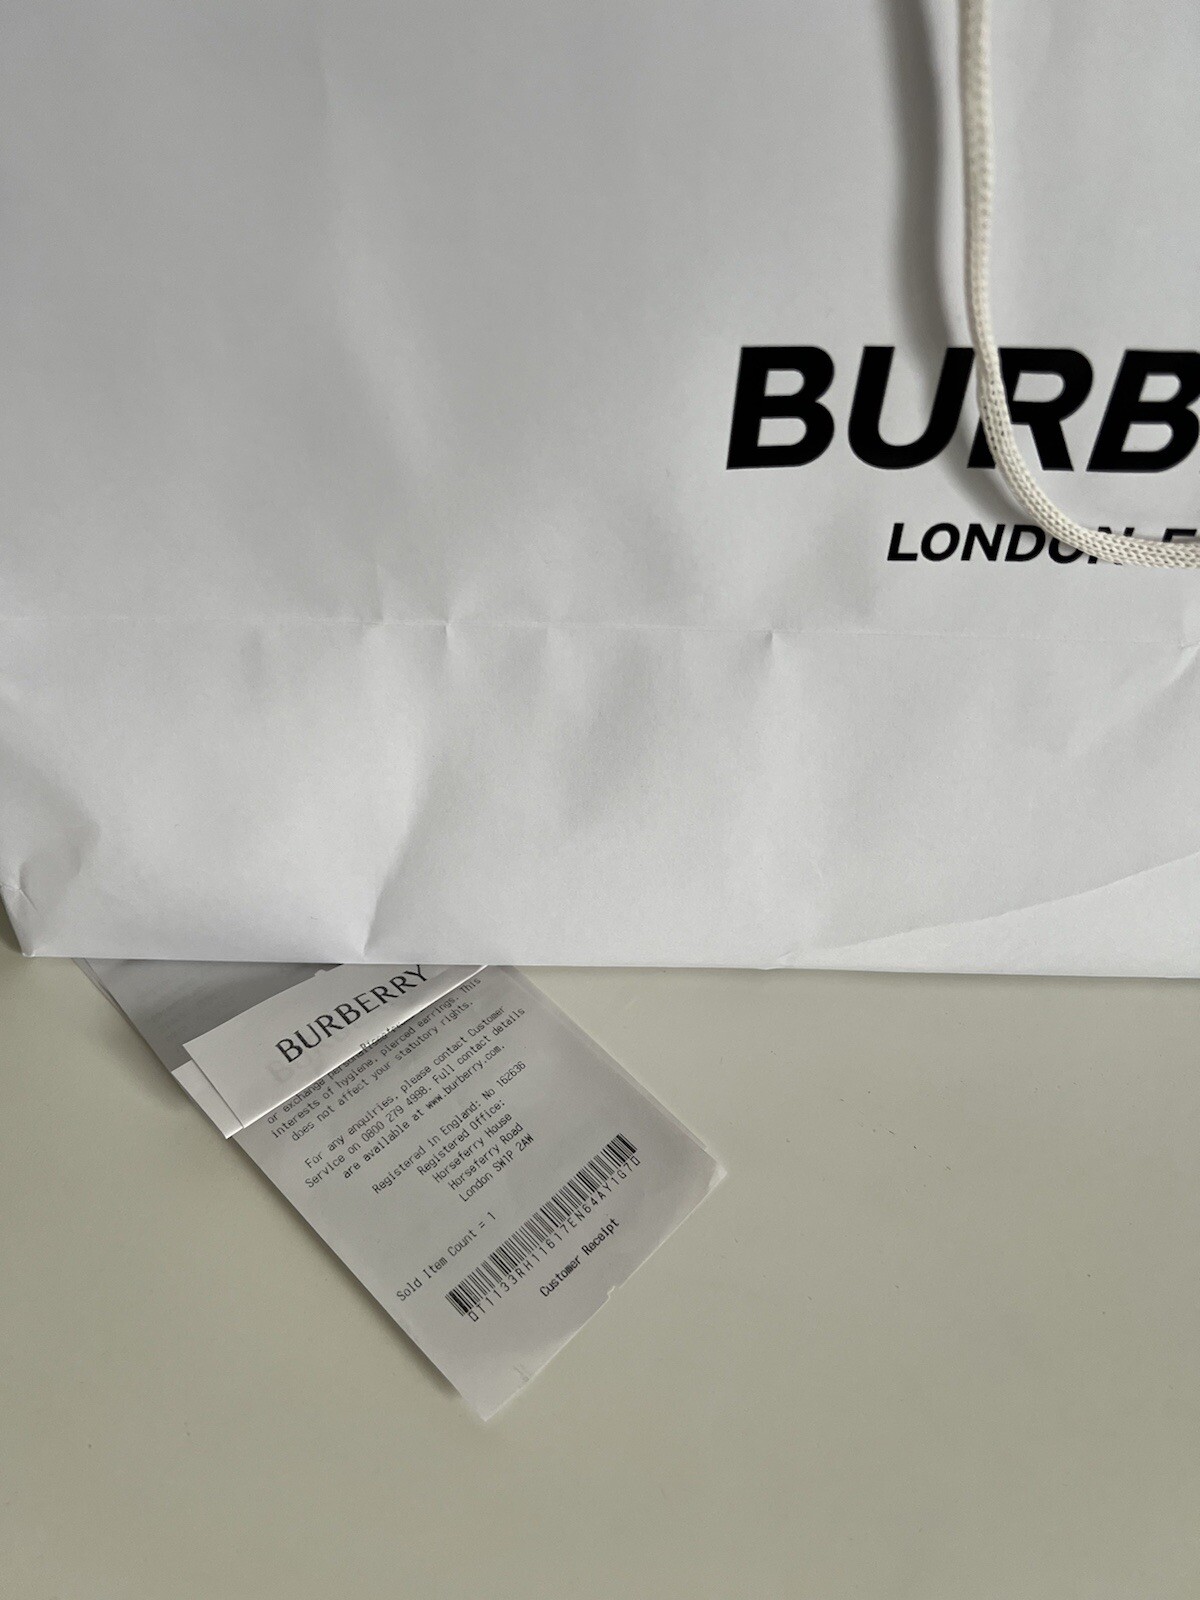 BURB
LONDON E
BURBERRY
or exchange personal
interests of hygiene, pierced earrings. This
does not affect your statutory rights.
For any enquiries, please contact Customer
Service on 0800 279 4998. Full contact details
are available at www.burberry.com.
Registered in England: No 162636
Registered Office:
Horseferry House
Horseferry Road
London SW1P 2AW
Sold Item Count = 1
DT1133RH11617EN64AY1G7D
Customer Receipt